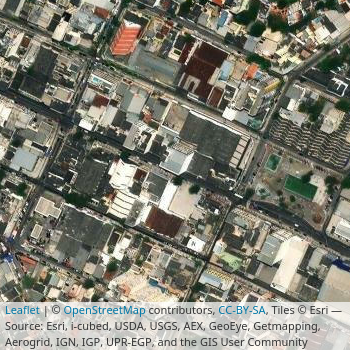 Leaflet | © OpenStreetMap contributors, CC-BY-SA, Tiles © Esri —
Source: Esri, i-cubed, USDA, USGS, AEX, GeoEye, Getmapping,
Aerogrid, IGN, IGP, UPR-EGP, and the GIS User Community